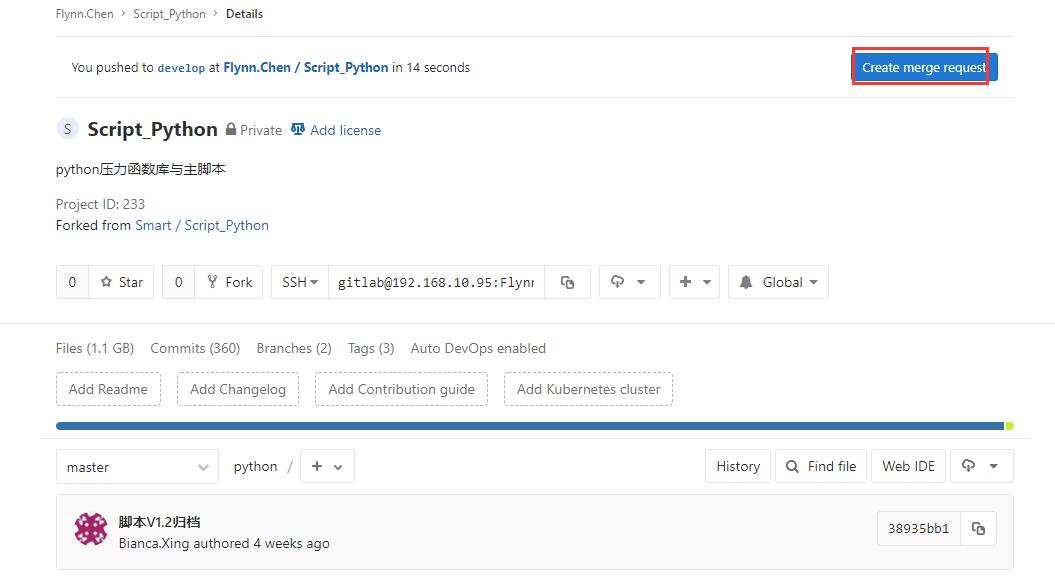 Flynn.Chen > Script_Python > Details
You pushed to develop at Flynn.Chen / Script_Python in 14 seconds
Create merge request
S Script_Python Private Add license
python压力函数库与主脚本
Project ID: 233
Forked from Smart / Script_Python
0 Star 0 Fork SSH gitlab@192.168.10.95:Flynn Global
Files (1.1 GB) Commits (360) Branches (2) Tags (3) Auto DevOps enabled
Add Readme Add Changelog Add Contribution guide Add Kubernetes cluster
master python / + History Find file Web IDE
脚本V1.2归档
Bianca.Xing authored 4 weeks ago
38935bb1